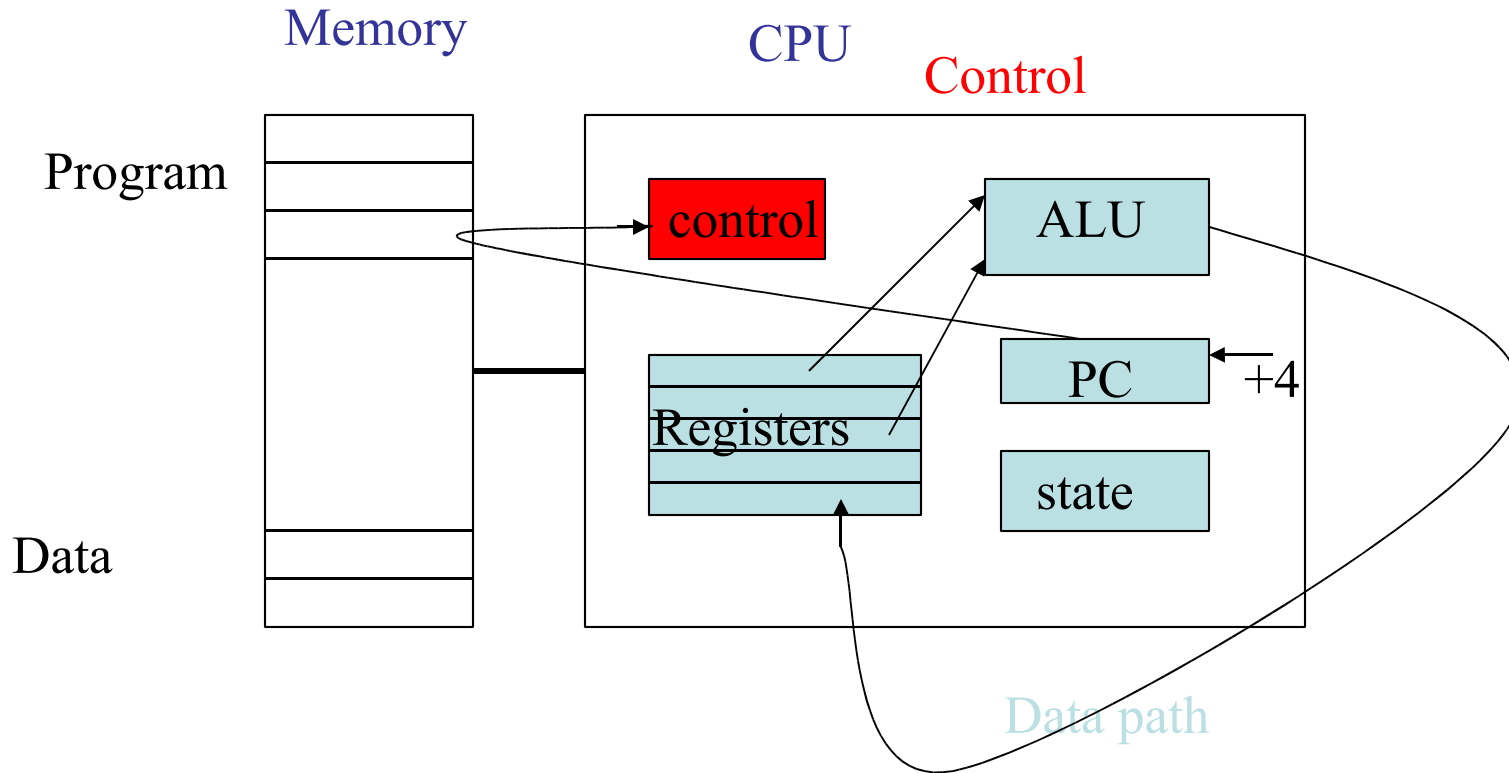 Memory
CPU
Control
Program
control
ALU
PC
+4
Registers
state
Data
Data path